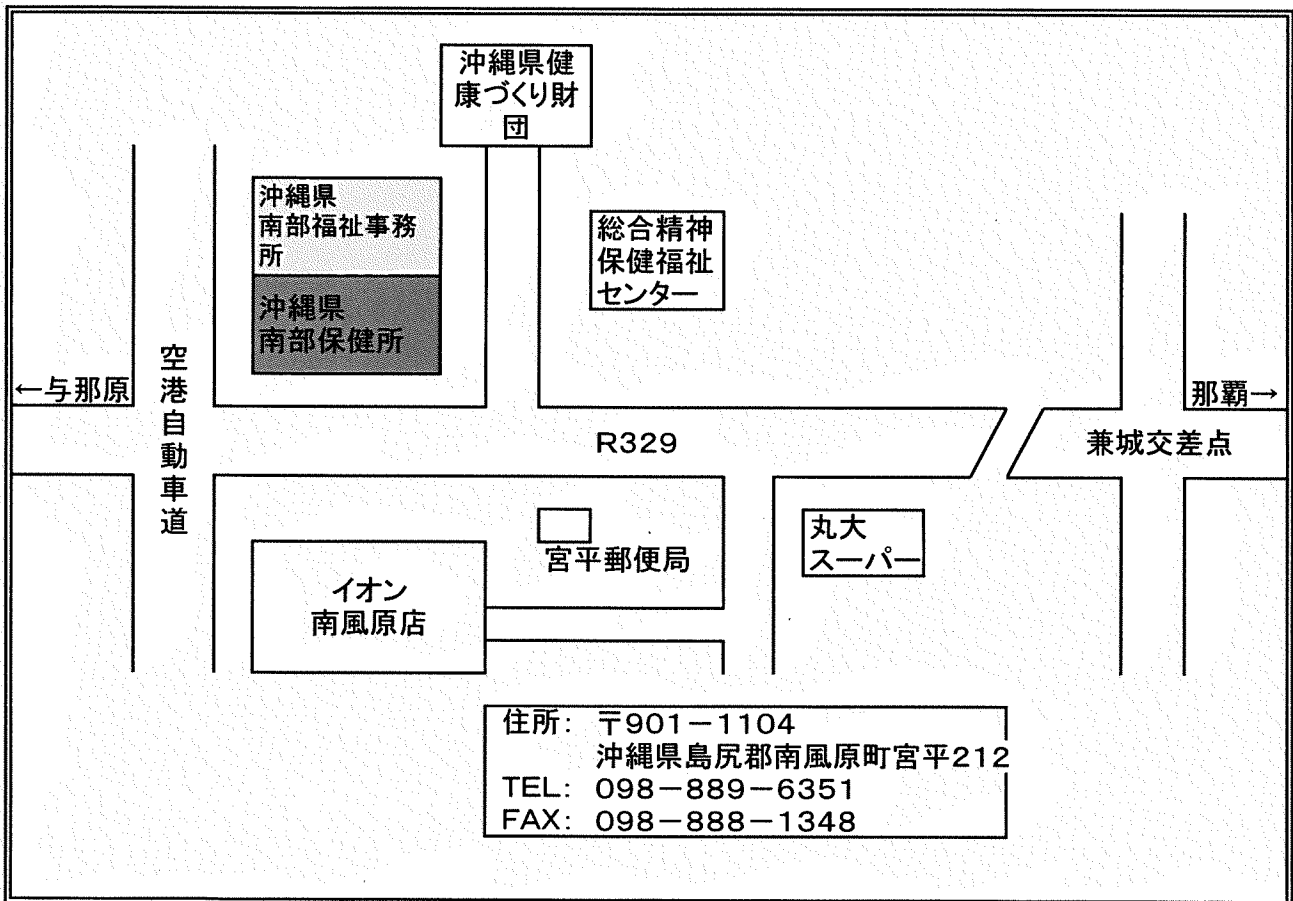 沖縄県健
康づくり財
団
沖縄県
南部福祉事務
所
総合精神
保健福祉
センター
沖縄県
南部保健所
←与那原
空港自動車道
那覇→
R329
兼城交差点
宮平郵便局
丸大
スーパー
イオン
南風原店
住所： 〒901－1104
沖縄県島尻郡南風原町宮平212
TEL： 098－889－6351
FAX： 098－888－1348